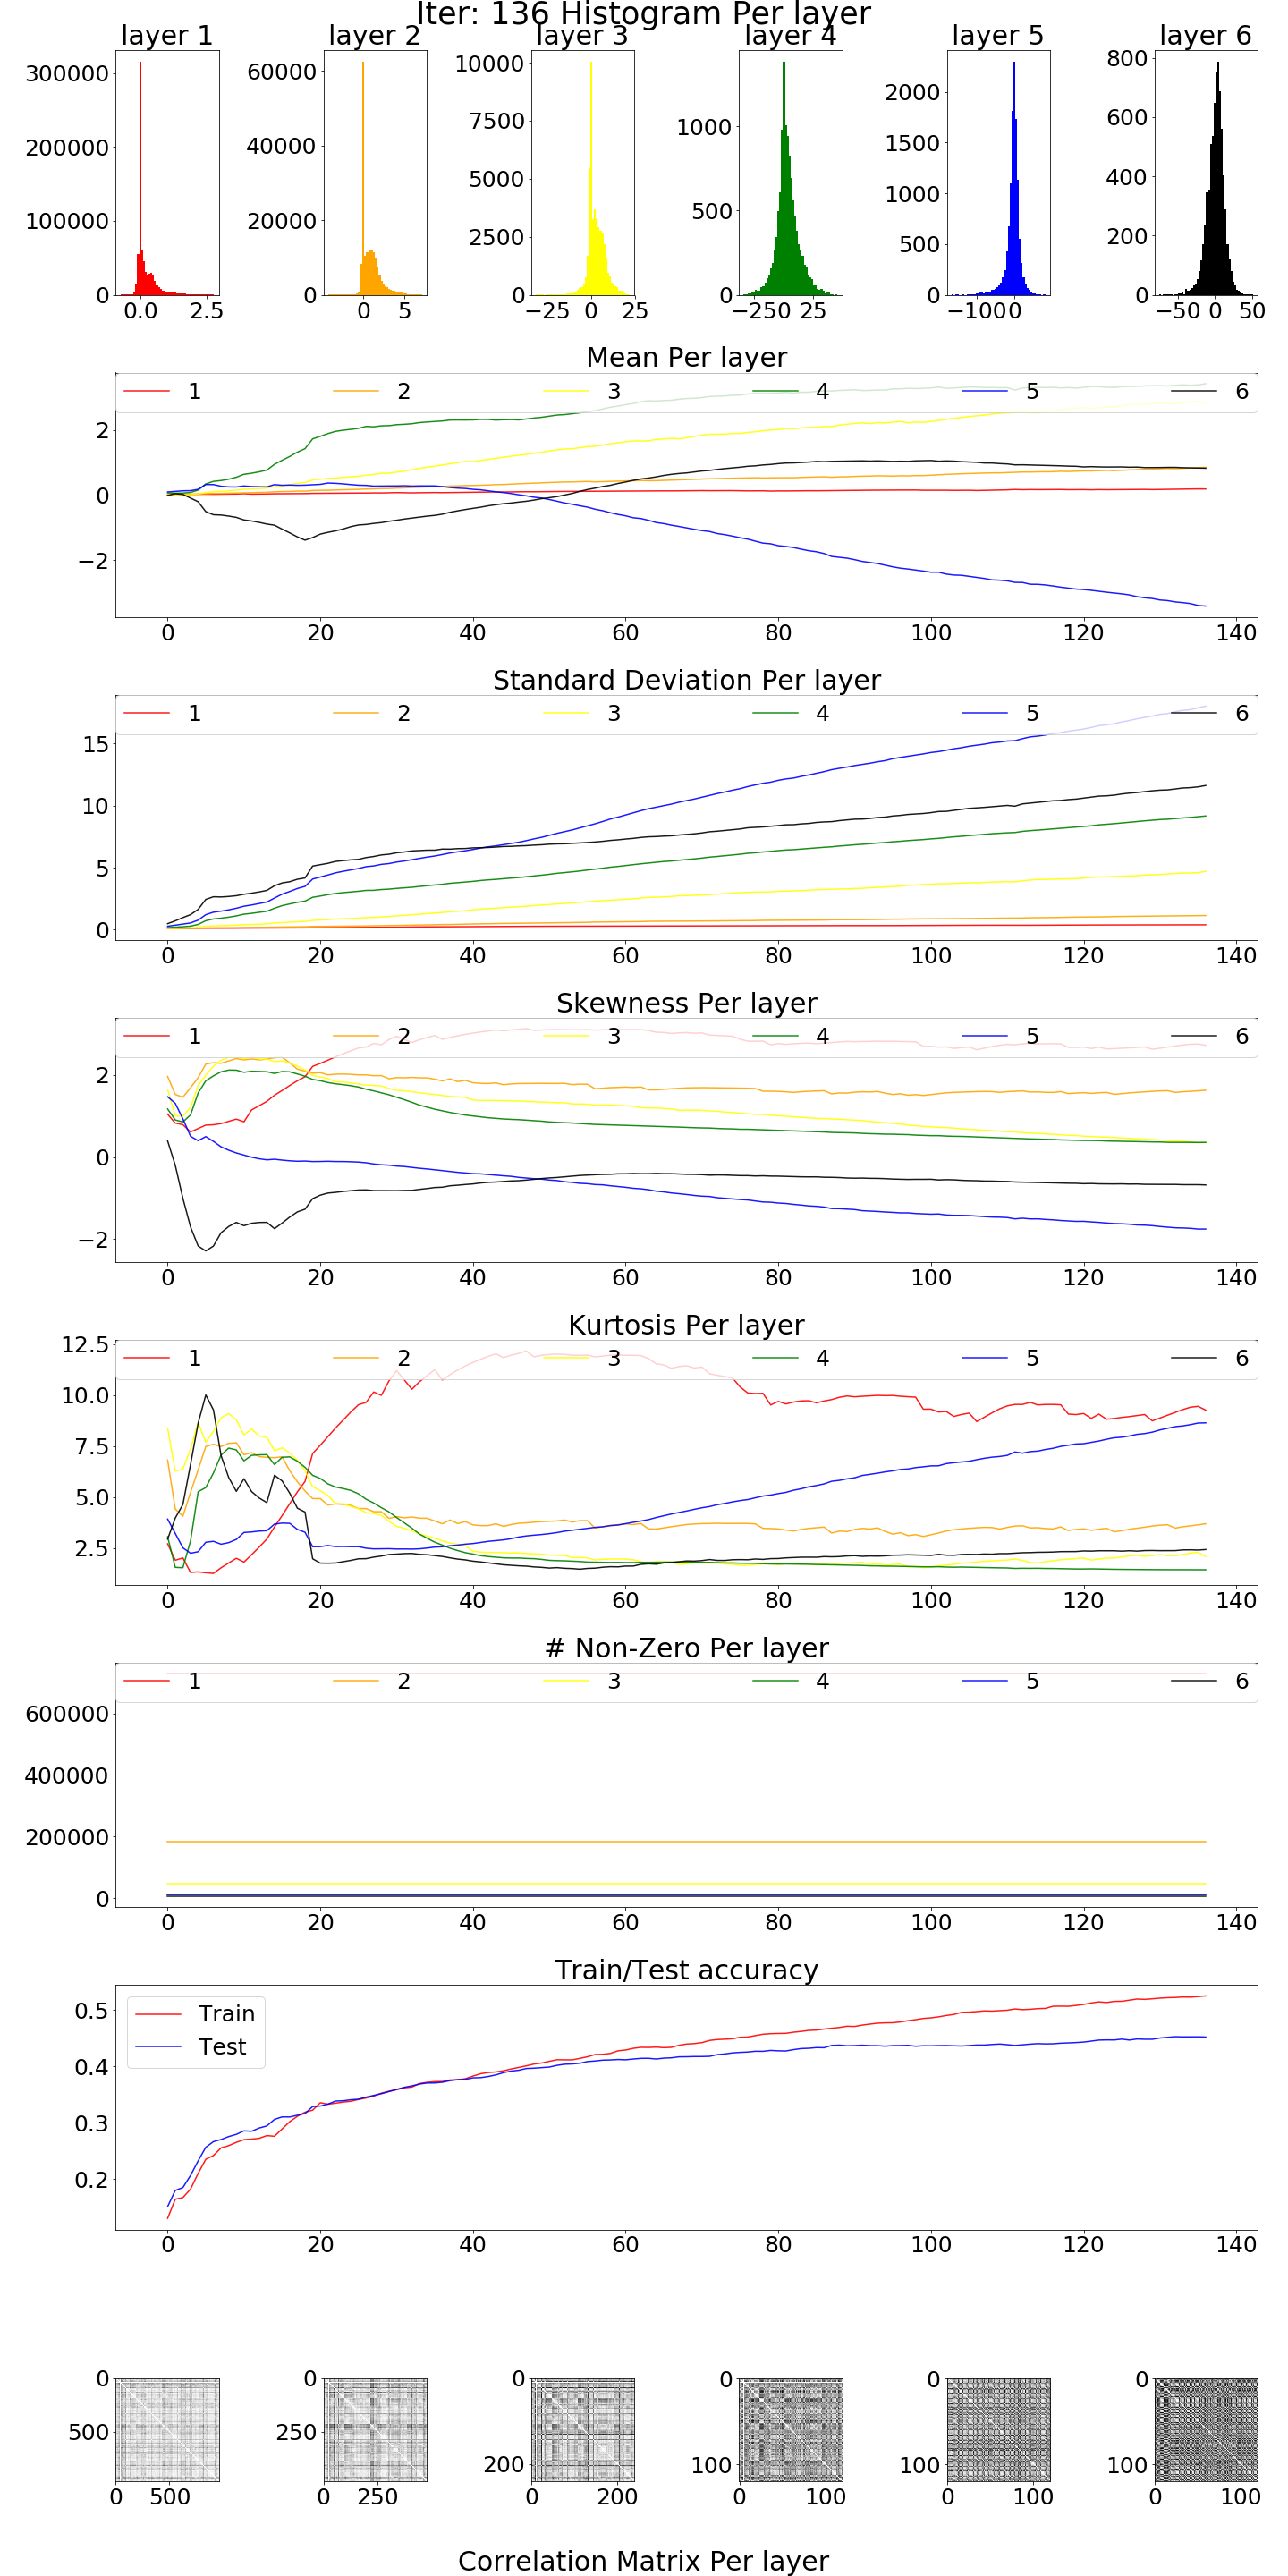 Iter: 136 Histogram Per layer
layer 1 layer 2 layer 3 layer 4 layer 5 layer 6
300000 200000 100000 0
0.0 2.5
60000 40000 20000 0
0 5
10000 7500 5000 2500 0
−25 0 25
1000 500 0
−25 0 25
2000 1500 1000 500 0
−100 0
800 600 400 200 0
−50 0 50
Mean Per layer
1 2 3 4 5 6
2
0
−2
0 20 40 60 80 100 120 140
Standard Deviation Per layer
1 2 3 4 5 6
15
10
5
0
0 20 40 60 80 100 120 140
Skewness Per layer
1 2 3 4 5 6
2
0
−2
0 20 40 60 80 100 120 140
Kurtosis Per layer
12.5
1 2 3 4 5 6
10.0
7.5
5.0
2.5
0 20 40 60 80 100 120 140
# Non-Zero Per layer
1 2 3 4 5 6
600000
400000
200000
0
0 20 40 60 80 100 120 140
Train/Test accuracy
Train
Test
0.5
0.4
0.3
0.2
0 20 40 60 80 100 120 140
0 500
0 500
0 250
0 250
0 200
0 200
0 100
0 100
0 100
0 100
0 100
0 100
Correlation Matrix Per layer